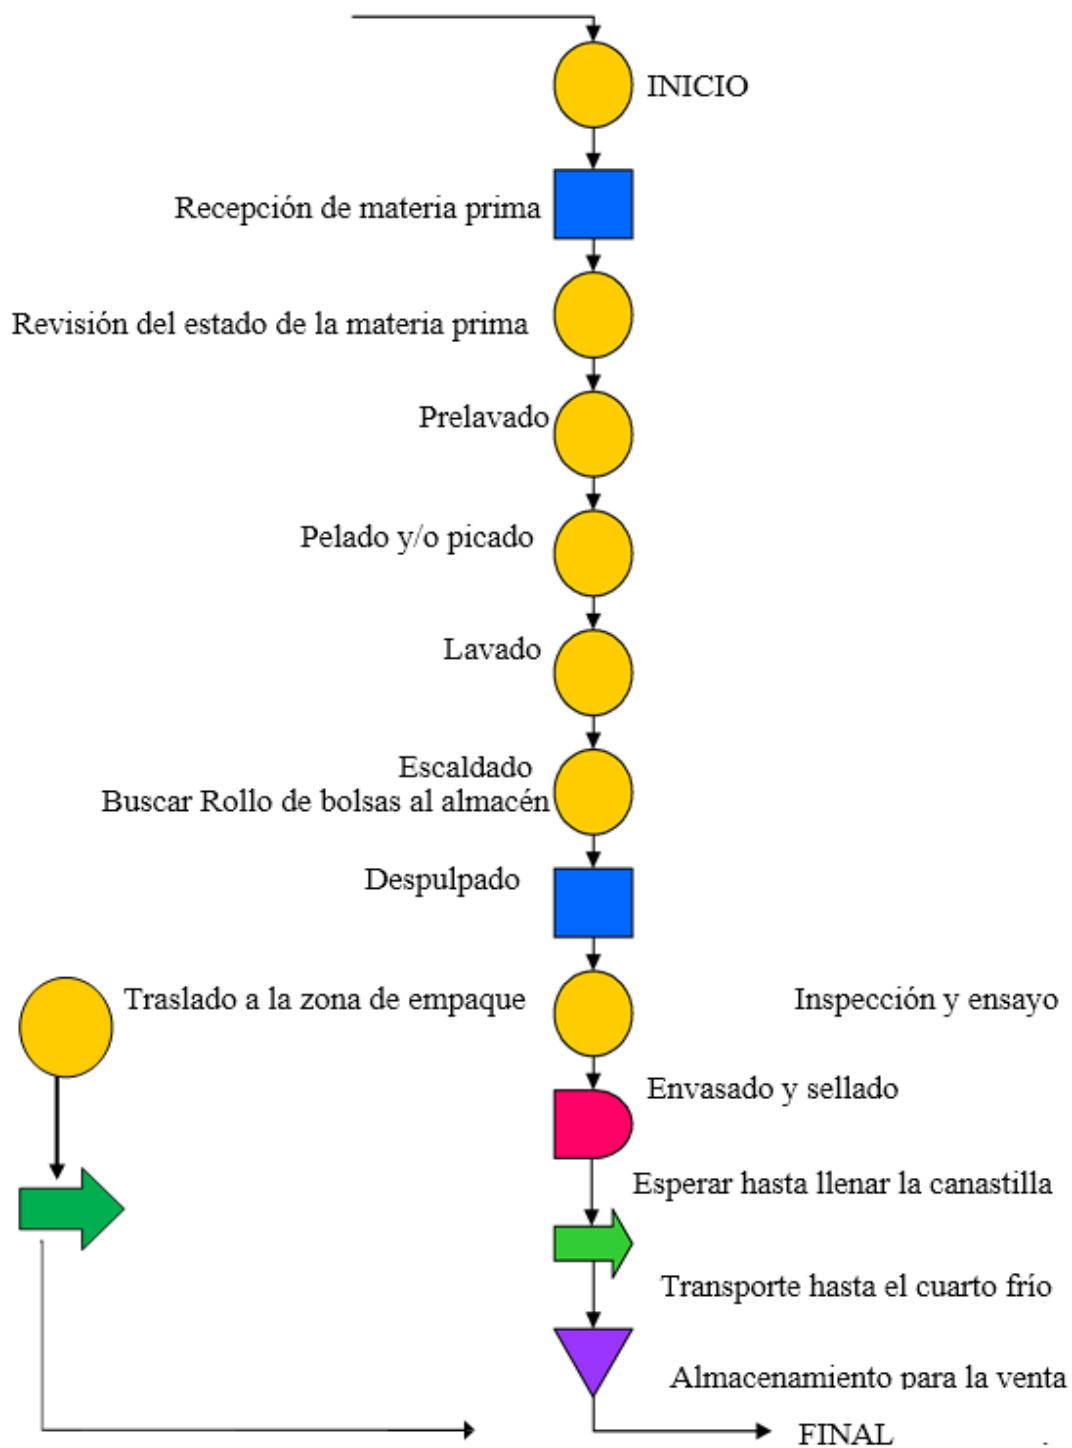 INICIO
Recepción de materia prima
Revisión del estado de la materia prima
Prelavado
Pelado y/o picado
Lavado
Escaldado
Buscar Rollo de bolsas al almacén
Despulpado
Traslado a la zona de empaque
Inspección y ensayo
Envasado y sellado
Esperar hasta llenar la canastilla
Transporte hasta el cuarto frío
Almacenamiento para la venta
FINAL